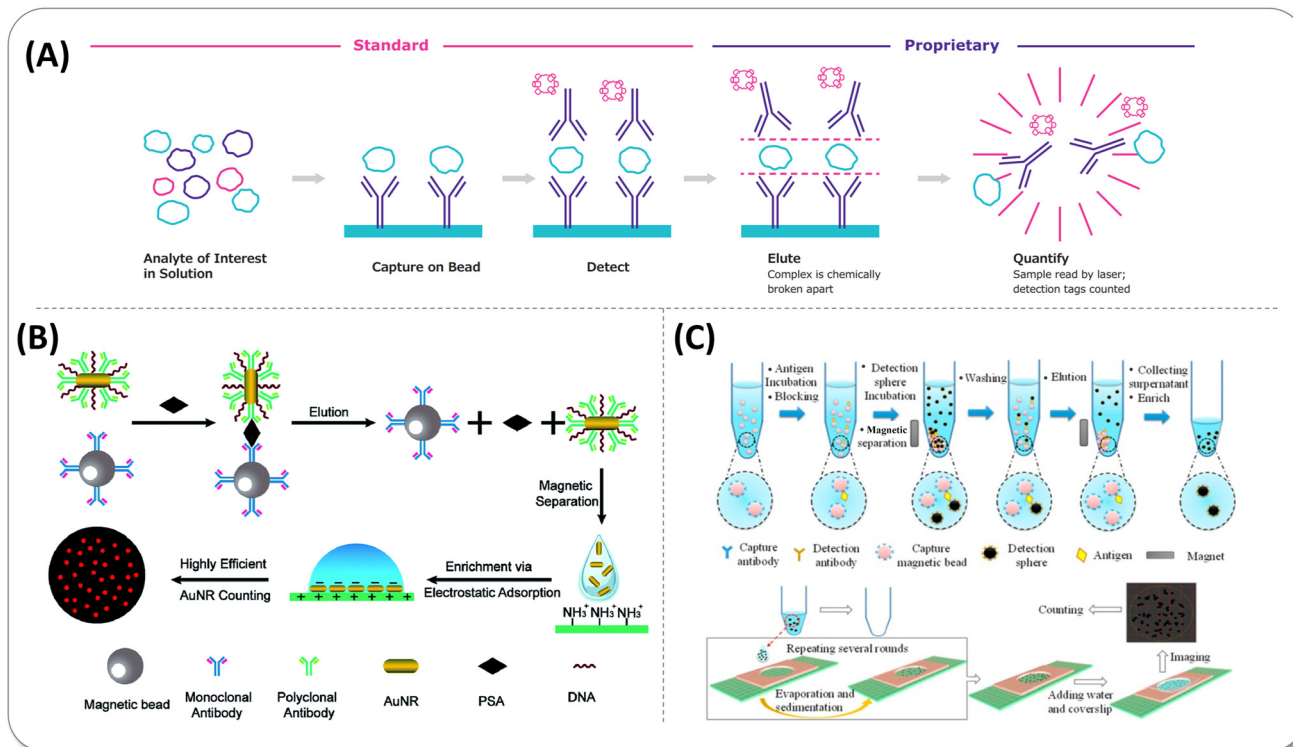 (A)
Standard
Proprietary
Analyte of Interest
in Solution
Capture on Bead
Detect
Elute
Complex is chemically
broken apart
Quantify
Sample read by laser;
detection tags counted
(B)
Elution
Magnetic
Separation
Enrichment via
Electrostatic Adsorption
NH₃⁺ NH₃⁺ NH₃⁺
Highly Efficient
AuNR Counting
Magnetic bead
Monoclonal
Antibody
Polyclonal
Antibody
AuNR
PSA
DNA
(C)
• Antigen
Incubation
• Blocking
• Detection
sphere
Incubation
• Magnetic
separation
• Washing
• Elution
• Collecting
supernatant
• Enrich
Capture
antibody
Detection
antibody
Capture
magnetic bead
Detection
sphere
Antigen
Magnet
Repeating several rounds
Evaporation and
sedimentation
Adding water
and coverslip
Imaging
Counting